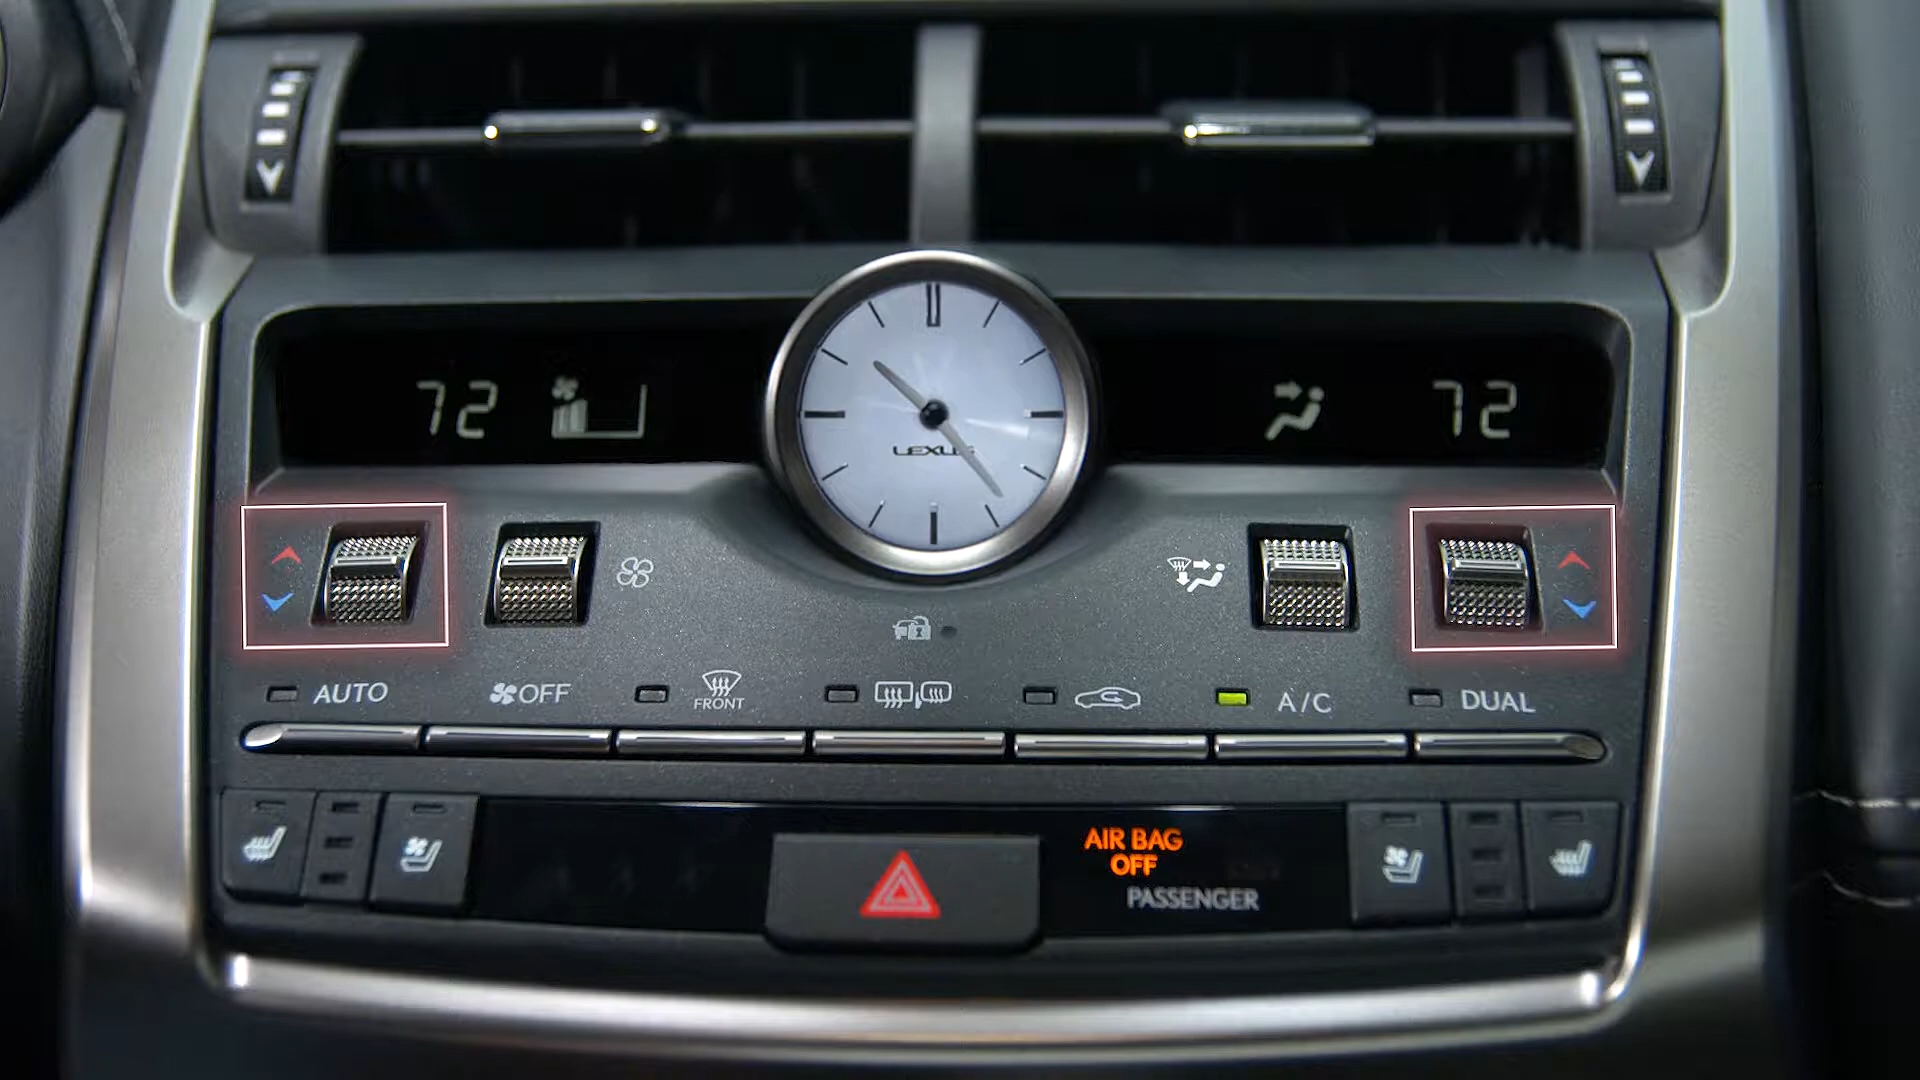 72
72
LEXUS
AUTO
OFF
FRONT
A/C
DUAL
AIR BAG
OFF
PASSENGER